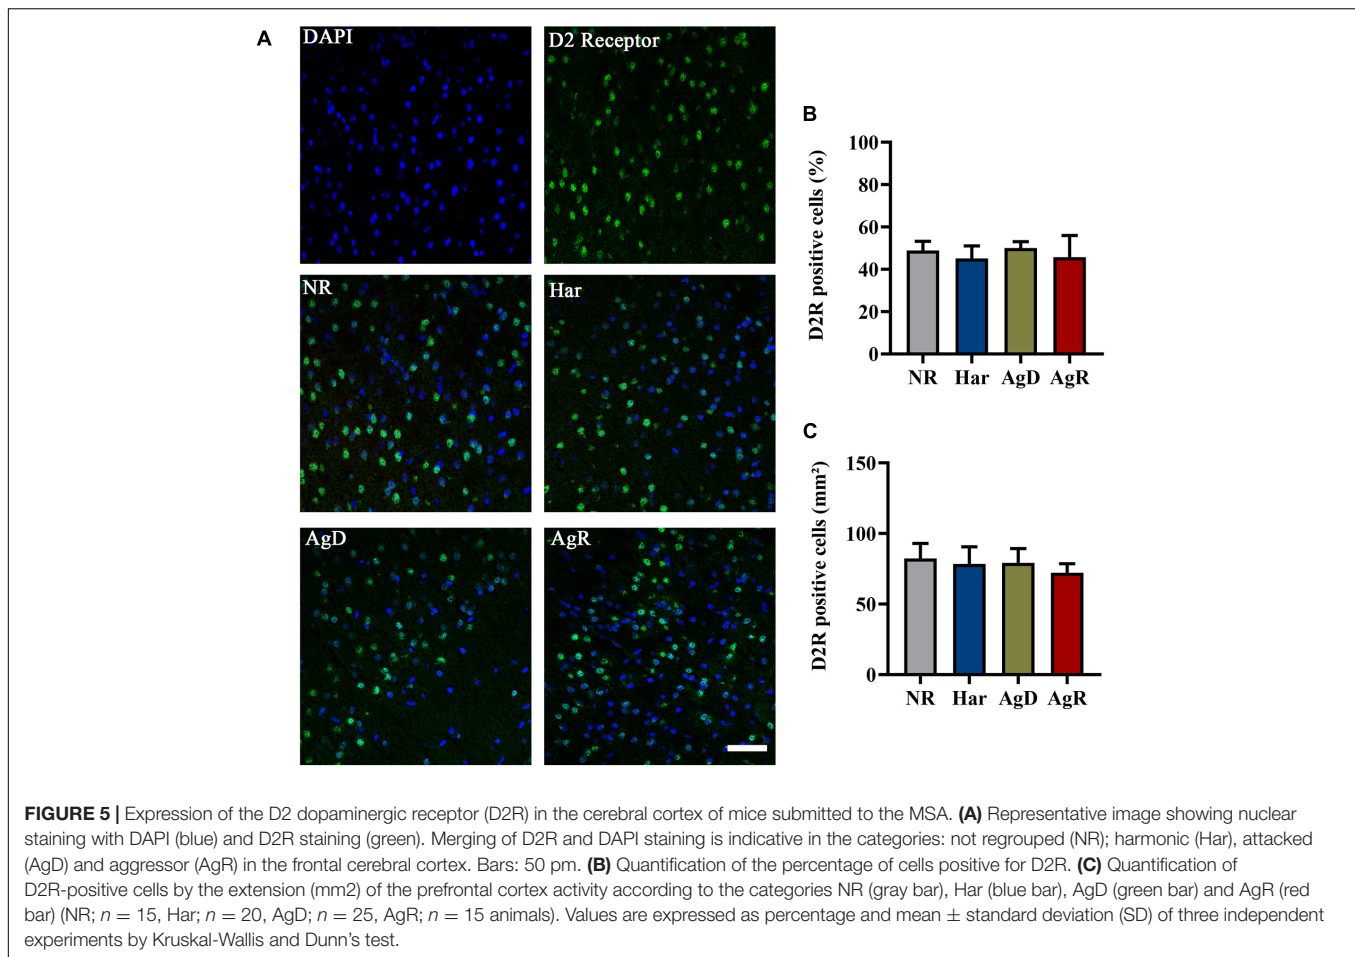 A
DAPI
D2 Receptor
NR
Har
AgD
AgR
B
D2R positive cells (%)
100
80
60
40
20
0
NR Har AgD AgR
C
D2R positive cells (mm²)
150
100
50
0
NR Har AgD AgR
FIGURE 5 | Expression of the D2 dopaminergic receptor (D2R) in the cerebral cortex of mice submitted to the MSA. (A) Representative image showing nuclear
staining with DAPI (blue) and D2R staining (green). Merging of D2R and DAPI staining is indicative in the categories: not regrouped (NR); harmonic (Har), attacked
(AgD) and aggressor (AgR) in the frontal cerebral cortex. Bars: 50 pm. (B) Quantification of the percentage of cells positive for D2R. (C) Quantification of
D2R-positive cells by the extension (mm2) of the prefrontal cortex activity according to the categories NR (gray bar), Har (blue bar), AgD (green bar) and AgR (red
bar) (NR; n = 15, Har; n = 20, AgD; n = 25, AgR; n = 15 animals). Values are expressed as percentage and mean ± standard deviation (SD) of three independent
experiments by Kruskal-Wallis and Dunn's test.